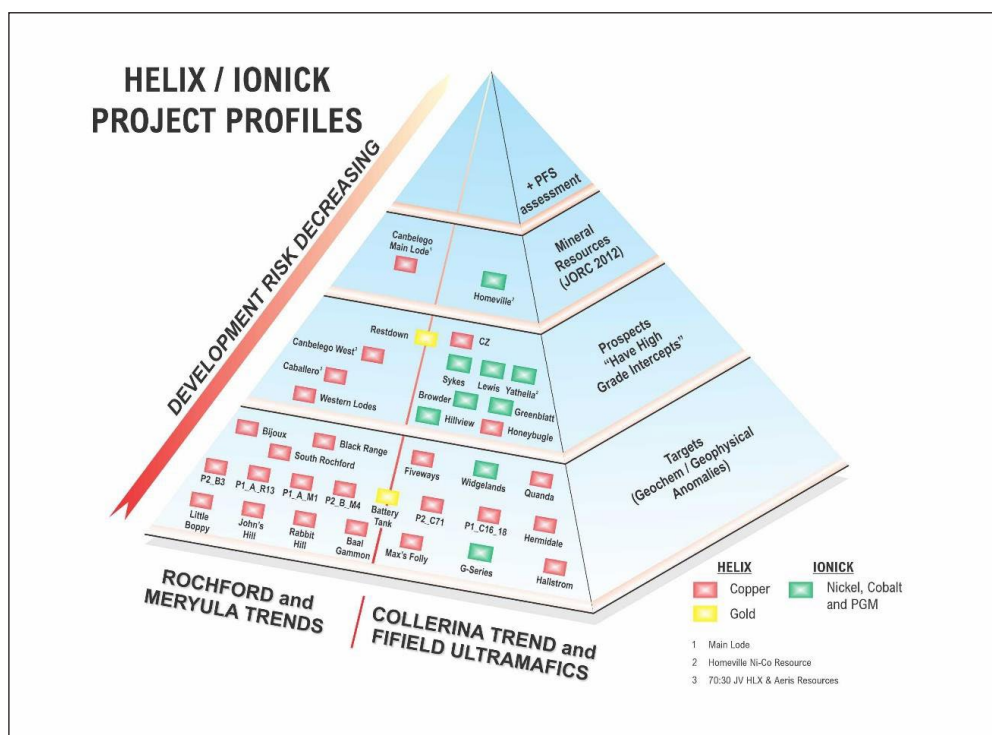 HELIX / IONICK
PROJECT PROFILES
DEVELOPMENT RISK DECREASING
+ PFS
assessment
Mineral
Resources
(JORC 2012)
Prospects
"Have High
Grade Intercepts"
Targets
(Geochem / Geophysical
Anomalies)
Canbelego
Main Lode¹
Homeville²
Restdown
CZ
Canbelego West³
Sykes
Lewis
Yathella²
Caballero³
Browder
Greenblatt
Western Lodes
Hillview
Honeybugle
Bijoux
Black Range
South Rochford
Fiveways
Widgelands
Quanda
P2_B3
P1_A_R13
P1_A_M1
P2_B_M4
Battery
Tank
P2_C71
P1_C16_18
Hermidale
Little
Boppy
John's
Hill
Rabbit
Hill
Baal
Gammon
Max's Folly
G-Series
Hallstrom
ROCHFORD and
MERYULA TRENDS
COLLERINA TREND and
FIFIELD ULTRAMAFICS
HELIX
Copper
Gold
IONICK
Nickel, Cobalt
and PGM
1 Main Lode
2 Homeville Ni-Co Resource
3 70:30 JV HLX & Aeris Resources